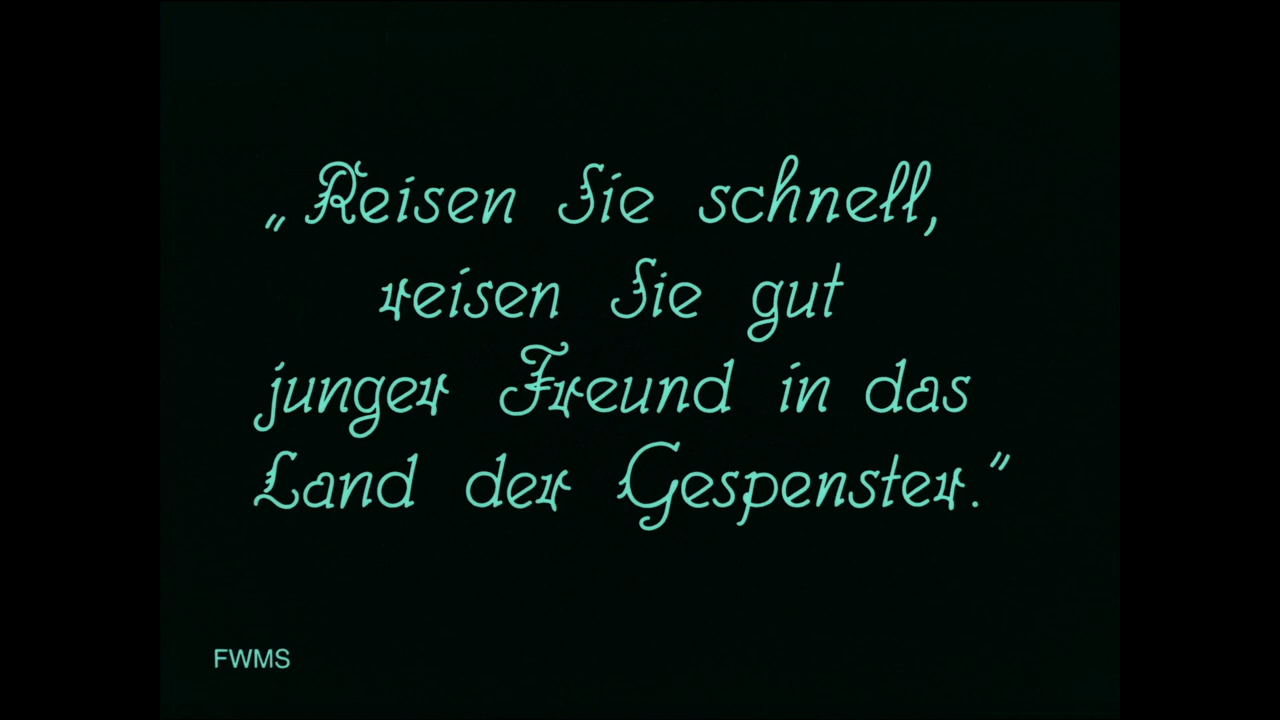 „Reisen Sie schnell,
reisen Sie gut
junger Freund in das
Land der Gespenster.”
FWMS